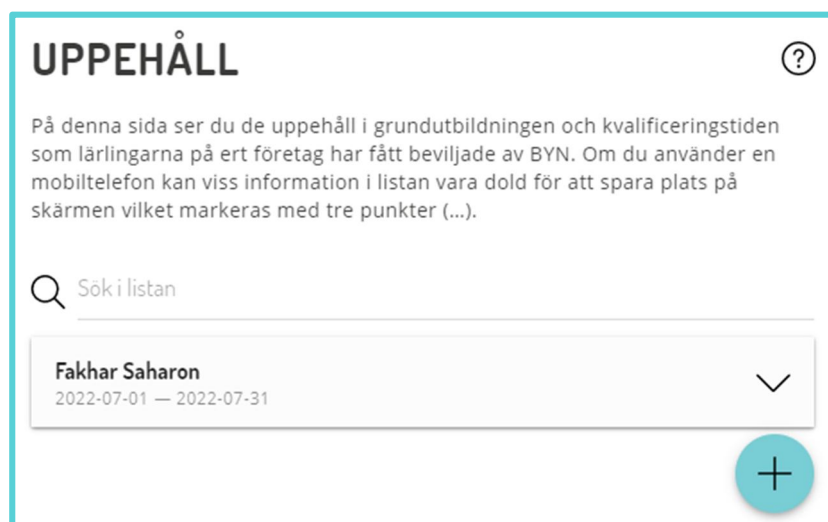 UPPEHÅLL
På denna sida ser du de uppehåll i grundutbildningen och kvalificeringstiden
som lärlingarna på ert företag har fått beviljade av BYN. Om du använder en
mobiltelefon kan viss information i listan vara dold för att spara plats på
skärmen vilket markeras med tre punkter (...).
Sök i listan
Fakhar Saharon
2022-07-01 — 2022-07-31